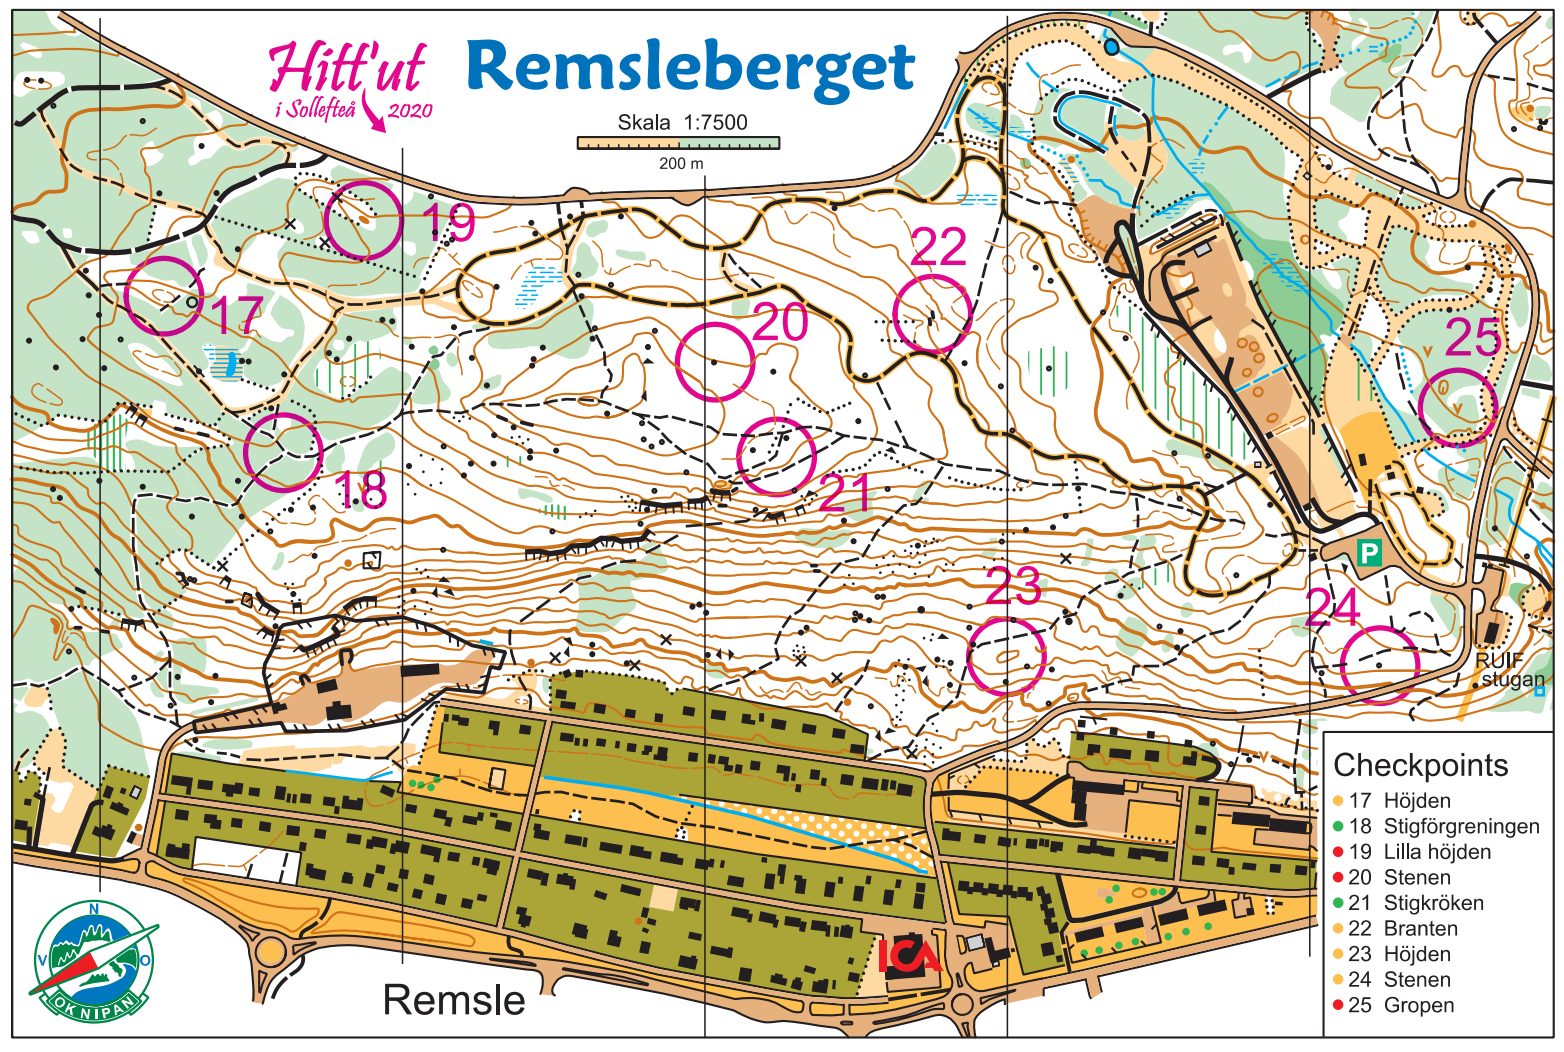 Hitt'ut
i Sollefteå 2020
Remsleberget
Skala 1:7500
200 m
19
22
17
20
25
18
21
23
24
P
RUIF
stugan
Checkpoints
17 Höjden
18 Stigförgreningen
19 Lilla höjden
20 Stenen
21 Stigkröken
22 Branten
23 Höjden
24 Stenen
25 Gropen
N
V O
OK NIPAN
ICA
Remsle